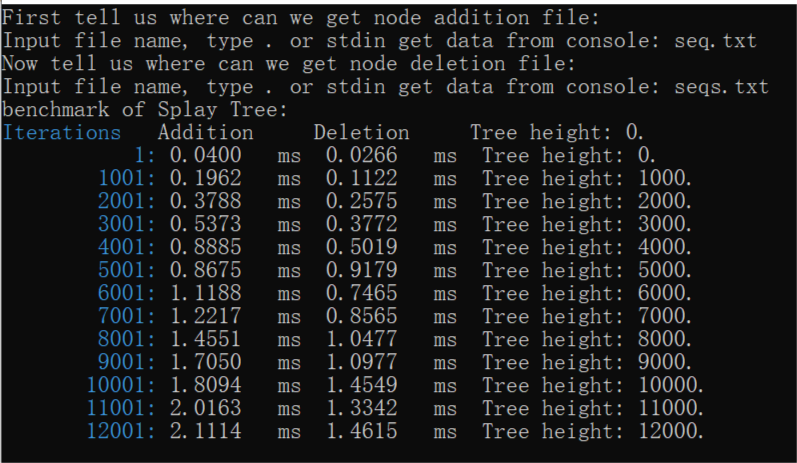 First tell us where can we get node addition file:
Input file name, type . or stdin get data from console: seq.txt
Now tell us where can we get node deletion file:
Input file name, type . or stdin get data from console: seqs.txt
benchmark of Splay Tree:
Iterations Addition Deletion Tree height: 0.
1: 0.0400 ms 0.0266 ms Tree height: 0.
1001: 0.1962 ms 0.1122 ms Tree height: 1000.
2001: 0.3788 ms 0.2575 ms Tree height: 2000.
3001: 0.5373 ms 0.3772 ms Tree height: 3000.
4001: 0.8885 ms 0.5019 ms Tree height: 4000.
5001: 0.8675 ms 0.9179 ms Tree height: 5000.
6001: 1.1188 ms 0.7465 ms Tree height: 6000.
7001: 1.2217 ms 0.8565 ms Tree height: 7000.
8001: 1.4551 ms 1.0477 ms Tree height: 8000.
9001: 1.7050 ms 1.0977 ms Tree height: 9000.
10001: 1.8094 ms 1.4549 ms Tree height: 10000.
11001: 2.0163 ms 1.3342 ms Tree height: 11000.
12001: 2.1114 ms 1.4615 ms Tree height: 12000.